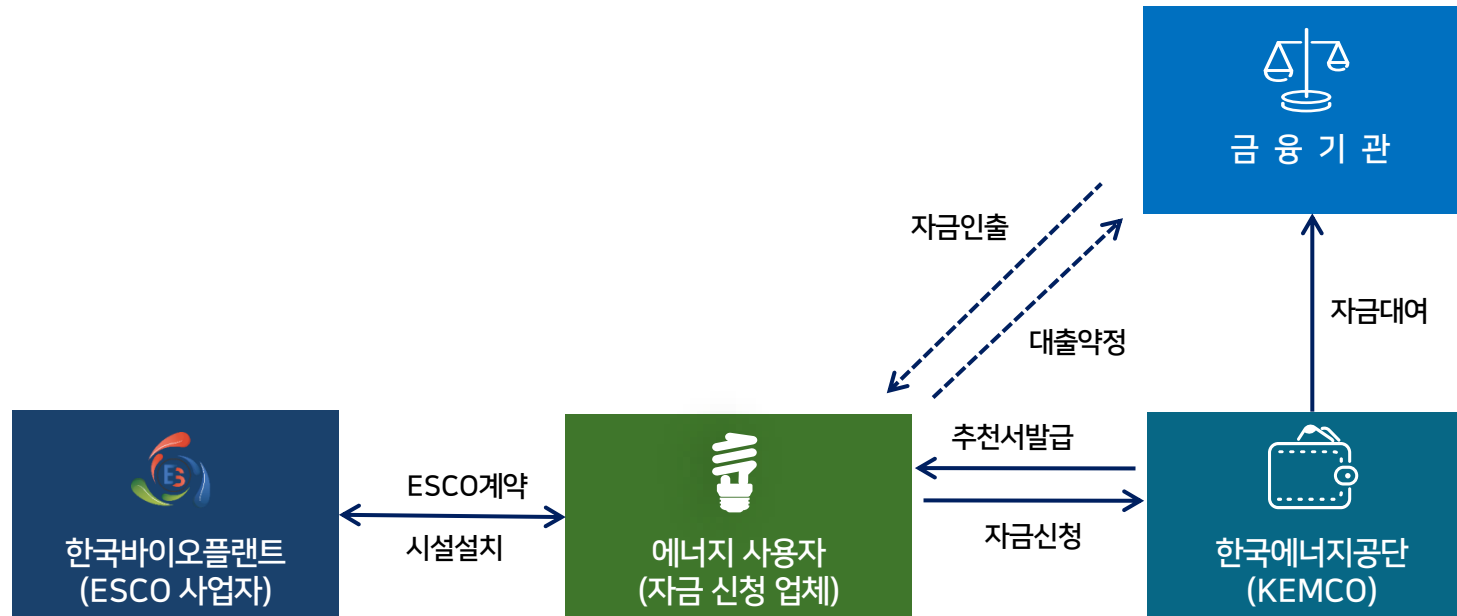 금 융 기 관
자금인출
대출약정
자금대여
추천서발급
자금신청
ESCO계약
시설설치
ES
한국바이오플랜트
(ESCO 사업자)
에너지 사용자
(자금 신청 업체)
한국에너지공단
(KEMCO)